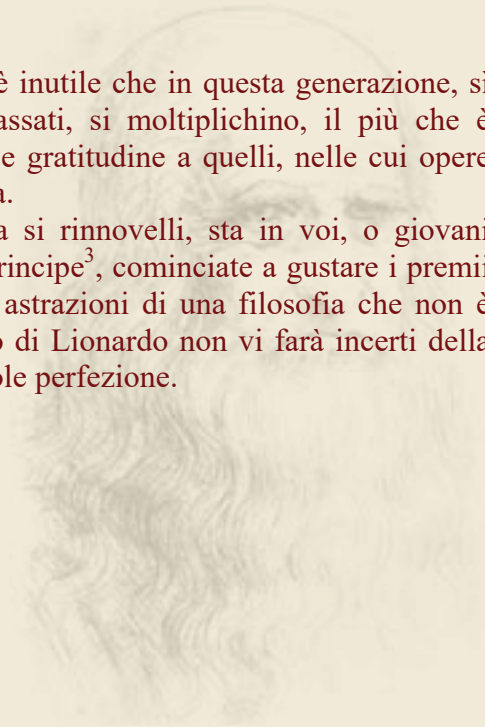 è inutile che in questa generazione, sì
assati, si moltiplichino, il più che è
e gratitudine a quelli, nelle cui opere
a.
a si rinnovelli, sta in voi, o giovani
rincipe3, cominciate a gustare i premii
astrazioni di una filosofia che non è
o di Lionardo non vi farà incerti della
ole perfezione.